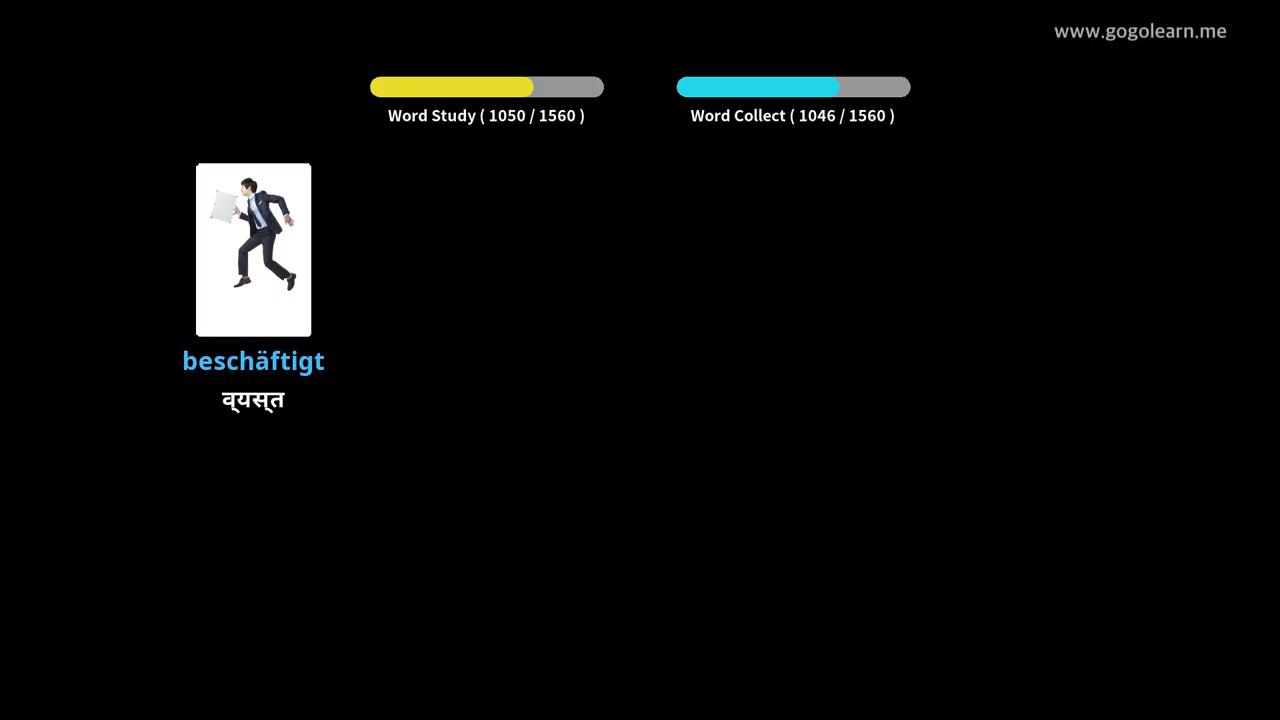 www.gogolearn.me
Word Study ( 1050 / 1560 )
Word Collect ( 1046 / 1560 )
beschäftigt
व्यस्त